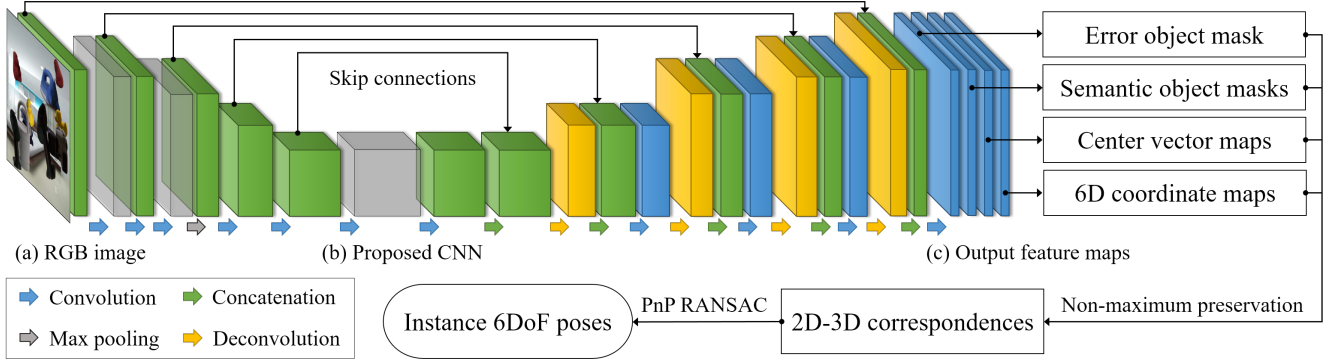 Skip connections
Error object mask
Semantic object masks
Center vector maps
6D coordinate maps
(a) RGB image
(b) Proposed CNN
(c) Output feature maps
Convolution
Concatenation
Max pooling
Deconvolution
Instance 6DoF poses
PnP RANSAC
2D-3D correspondences
Non-maximum preservation